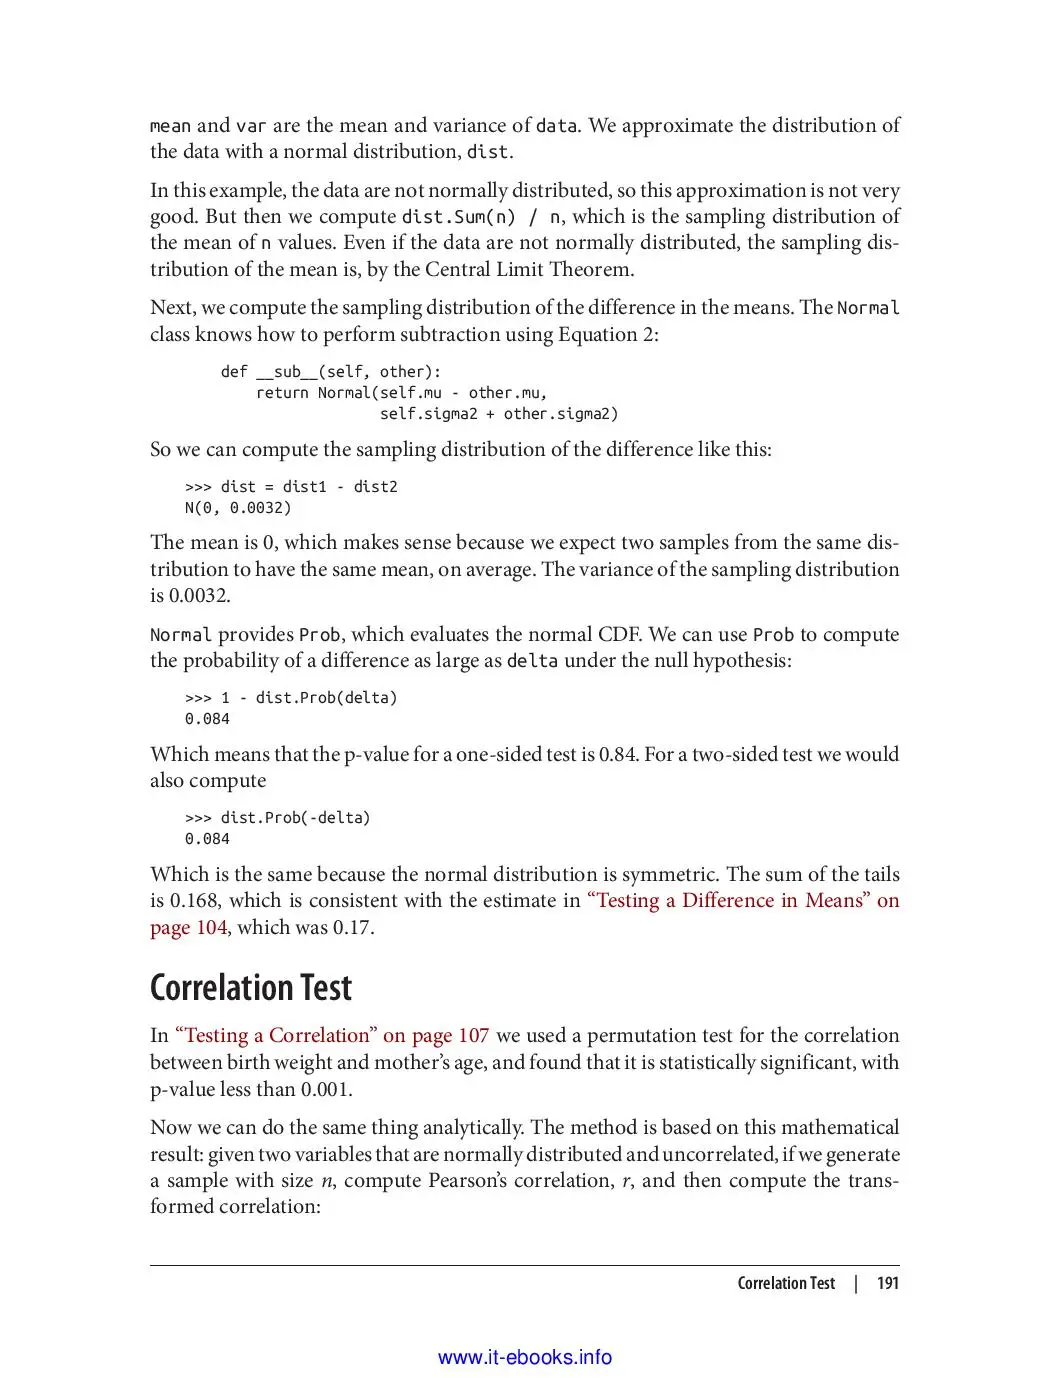 mean and var are the mean and variance of data. We approximate the distribution of
the data with a normal distribution, dist.
In this example, the data are not normally distributed, so this approximation is not very
good. But then we compute dist.Sum(n) / n, which is the sampling distribution of
the mean of n values. Even if the data are not normally distributed, the sampling dis-
tribution of the mean is, by the Central Limit Theorem.
Next, we compute the sampling distribution of the difference in the means. The Normal
class knows how to perform subtraction using Equation 2:
    def __sub__(self, other):
        return Normal(self.mu - other.mu,
                      self.sigma2 + other.sigma2)
So we can compute the sampling distribution of the difference like this:
>>> dist = dist1 - dist2
N(0, 0.0032)
The mean is 0, which makes sense because we expect two samples from the same dis-
tribution to have the same mean, on average. The variance of the sampling distribution
is 0.0032.
Normal provides Prob, which evaluates the normal CDF. We can use Prob to compute
the probability of a difference as large as delta under the null hypothesis:
>>> 1 - dist.Prob(delta)
0.084
Which means that the p-value for a one-sided test is 0.84. For a two-sided test we would
also compute
>>> dist.Prob(-delta)
0.084
Which is the same because the normal distribution is symmetric. The sum of the tails
is 0.168, which is consistent with the estimate in “Testing a Difference in Means” on
page 104, which was 0.17.
Correlation Test
In “Testing a Correlation” on page 107 we used a permutation test for the correlation
between birth weight and mother’s age, and found that it is statistically significant, with
p-value less than 0.001.
Now we can do the same thing analytically. The method is based on this mathematical
result: given two variables that are normally distributed and uncorrelated, if we generate
a sample with size n, compute Pearson’s correlation, r, and then compute the trans-
formed correlation:
Correlation Test | 191
www.it-ebooks.info